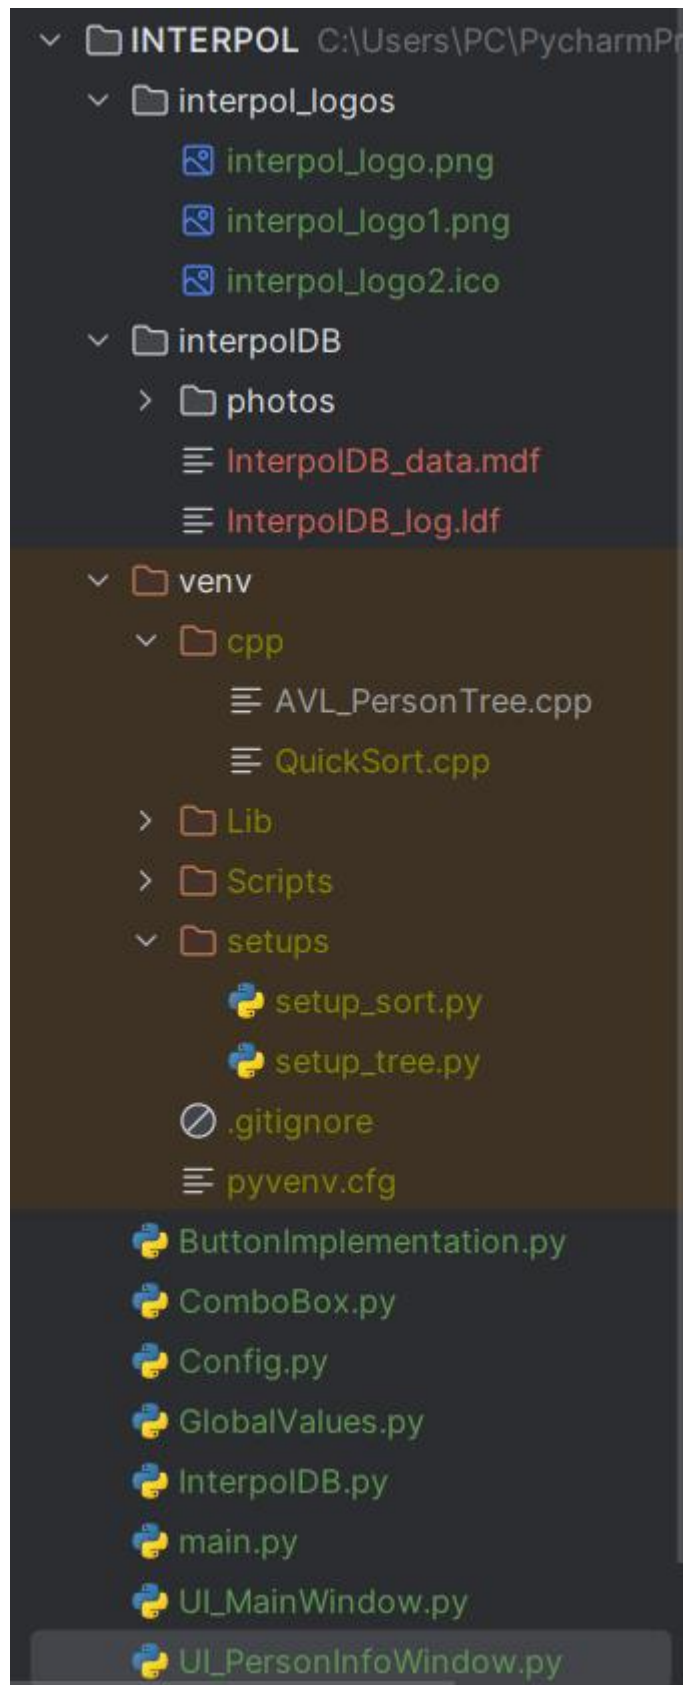 INTERPOL C:\Users\PC\PycharmPr
interpol_logos
interpol_logo.png
interpol_logo1.png
interpol_logo2.ico
interpolDB
photos
InterpolDB_data.mdf
InterpolDB_log.ldf
venv
cpp
AVL_PersonTree.cpp
QuickSort.cpp
Lib
Scripts
setups
setup_sort.py
setup_tree.py
.gitignore
pyvenv.cfg
ButtonImplementation.py
ComboBox.py
Config.py
GlobalValues.py
InterpolDB.py
main.py
UI_MainWindow.py
UI_PersonInfoWindow.py